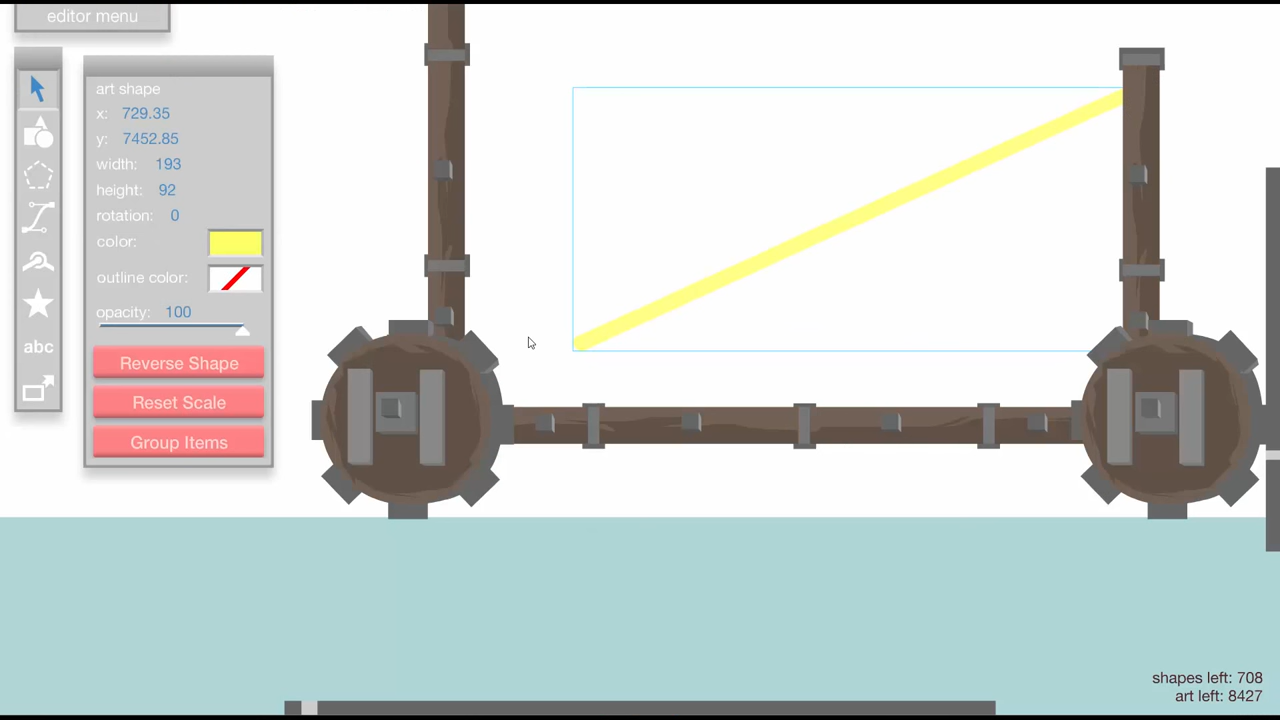 editor menu
art shape
x: 729.35
y: 7452.85
width: 193
height: 92
rotation: 0
color:
outline color:
opacity: 100
Reverse Shape
Reset Scale
Group Items
abc
shapes left: 708
art left: 8427